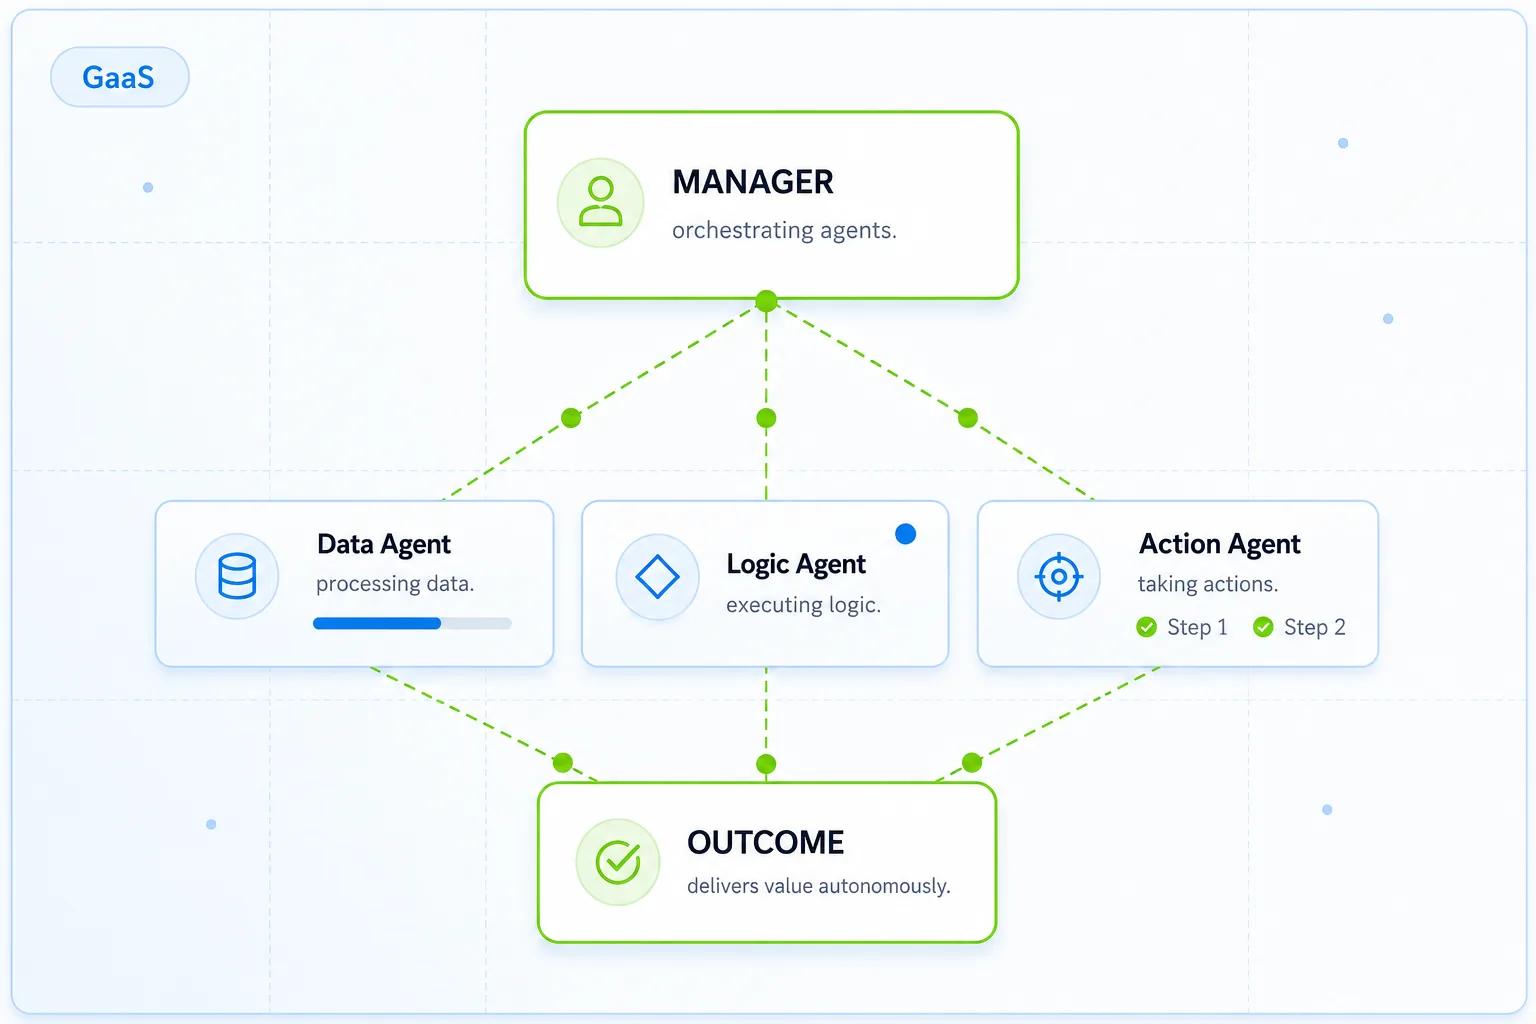 GaaS
MANAGER
orchestrating agents.
Data Agent
processing data.
Logic Agent
executing logic.
Action Agent
taking actions.
Step 1
Step 2
OUTCOME
delivers value autonomously.